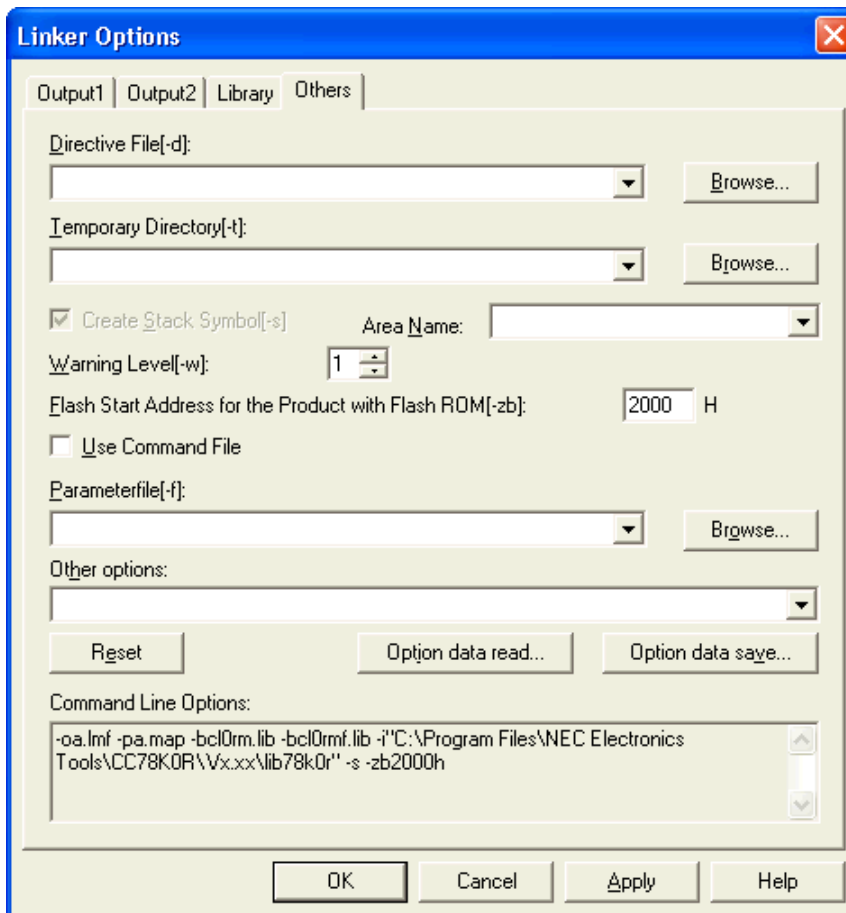 Linker Options
Output1 Output2 Library Others
Directive File[-d]:
Browse...
Temporary Directory[-t]:
Browse...
Create Stack Symbol[-s] Area Name:
Warning Level[-w]: 1
Flash Start Address for the Product with Flash ROM[-zb]: 2000 H
Use Command File
Parameterfile[-f]:
Browse...
Other options:
Reset Option data read... Option data save...
Command Line Options:
-oa.lmf -pa.map -bcl0rm.lib -bcl0rmf.lib -i"C:\Program Files\NEC Electronics
Tools\CC78K0R\Vx.xx\lib78k0r" -s -zb2000h
OK Cancel Apply Help